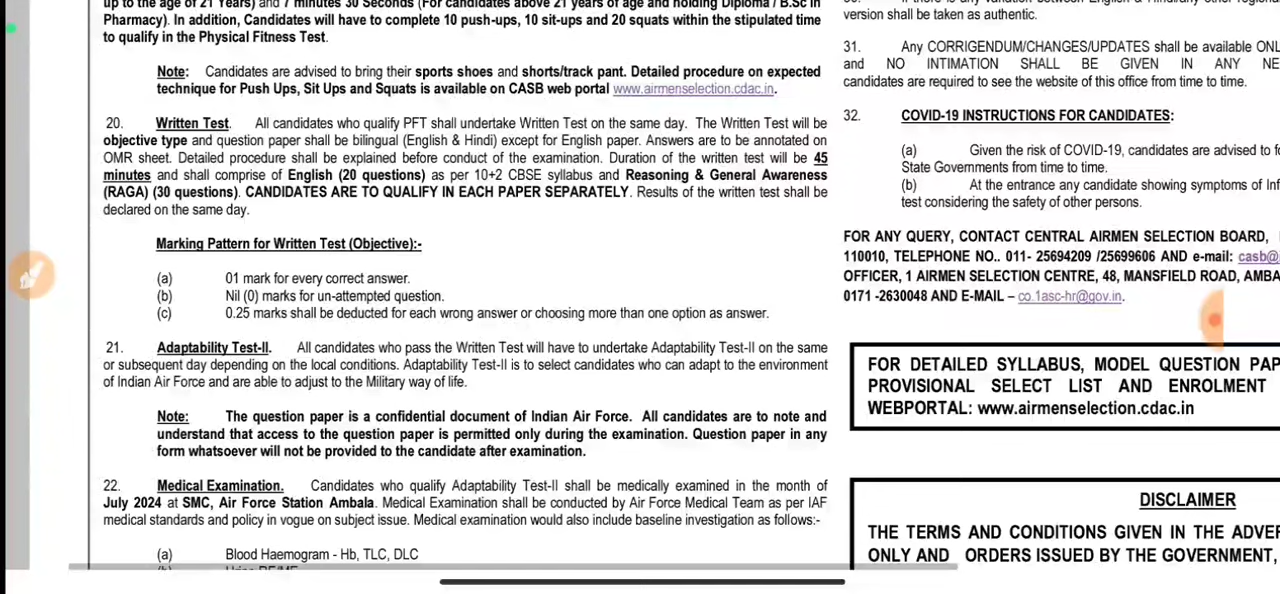 up to the age of 21 Years) and 7 minutes 30 Seconds (For candidates above 21 years of age and holding Diploma / B.Sc in
Pharmacy). In addition, Candidates will have to complete 10 push-ups, 10 sit-ups and 20 squats within the stipulated time
to qualify in the Physical Fitness Test.
Note: Candidates are advised to bring their sports shoes and shorts/track pant. Detailed procedure on expected
technique for Push Ups, Sit Ups and Squats is available on CASB web portal www.airmenselection.cdac.in.
20. Written Test. All candidates who qualify PFT shall undertake Written Test on the same day. The Written Test will be
objective type and question paper shall be bilingual (English & Hindi) except for English paper. Answers are to be annotated on
OMR sheet. Detailed procedure shall be explained before conduct of the examination. Duration of the written test will be 45
minutes and shall comprise of English (20 questions) as per 10+2 CBSE syllabus and Reasoning & General Awareness
(RAGA) (30 questions). CANDIDATES ARE TO QUALIFY IN EACH PAPER SEPARATELY. Results of the written test shall be
declared on the same day.
Marking Pattern for Written Test (Objective):-
(a) 01 mark for every correct answer.
(b) Nil (0) marks for un-attempted question.
(c) 0.25 marks shall be deducted for each wrong answer or choosing more than one option as answer.
21. Adaptability Test-II. All candidates who pass the Written Test will have to undertake Adaptability Test-II on the same
or subsequent day depending on the local conditions. Adaptability Test-II is to select candidates who can adapt to the environment
of Indian Air Force and are able to adjust to the Military way of life.
Note: The question paper is a confidential document of Indian Air Force. All candidates are to note and
understand that access to the question paper is permitted only during the examination. Question paper in any
form whatsoever will not be provided to the candidate after examination.
22. Medical Examination. Candidates who qualify Adaptability Test-II shall be medically examined in the month of
July 2024 at SMC, Air Force Station Ambala. Medical Examination shall be conducted by Air Force Medical Team as per IAF
medical standards and policy in vogue on subject issue. Medical examination would also include baseline investigation as follows:-
(a) Blood Haemogram - Hb, TLC, DLC
version shall be taken as authentic.
31. Any CORRIGENDUM/CHANGES/UPDATES shall be available
and NO INTIMATION SHALL BE GIVEN IN ANY
candidates are required to see the website of this office from time to time.
32. COVID-19 INSTRUCTIONS FOR CANDIDATES:
(a) Given the risk of COVID-19, candidates are advised to
State Governments from time to time.
(b) At the entrance any candidate showing symptoms of
test considering the safety of other persons.
FOR ANY QUERY, CONTACT CENTRAL AIRMEN SELECTION BOARD,
110010, TELEPHONE NO.. 011- 25694209 /25699606 AND e-mail: casb@
OFFICER, 1 AIRMEN SELECTION CENTRE, 48, MANSFIELD ROAD,
0171 -2630048 AND E-MAIL – co.1asc-hr@gov.in.
FOR DETAILED SYLLABUS, MODEL QUESTION
PROVISIONAL SELECT LIST AND ENROLMENT
WEBPORTAL: www.airmenselection.cdac.in
DISCLAIMER
THE TERMS AND CONDITIONS GIVEN IN THE
ONLY AND ORDERS ISSUED BY THE GOVERNMENT,